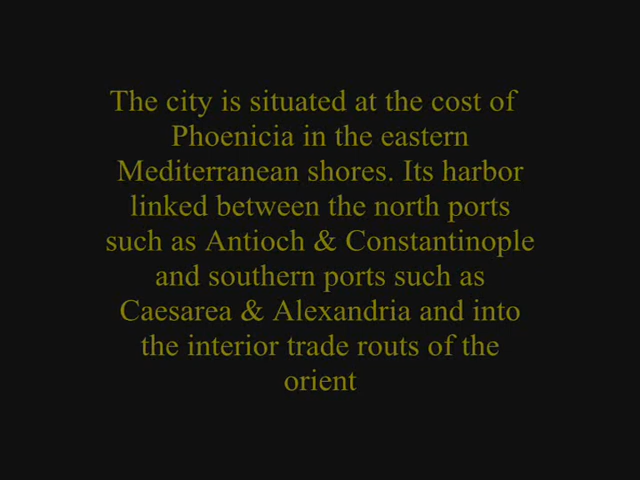 The city is situated at the cost of
Phoenicia in the eastern
Mediterranean shores. Its harbor
linked between the north ports
such as Antioch & Constantinople
and southern ports such as
Caesarea & Alexandria and into
the interior trade routs of the
orient